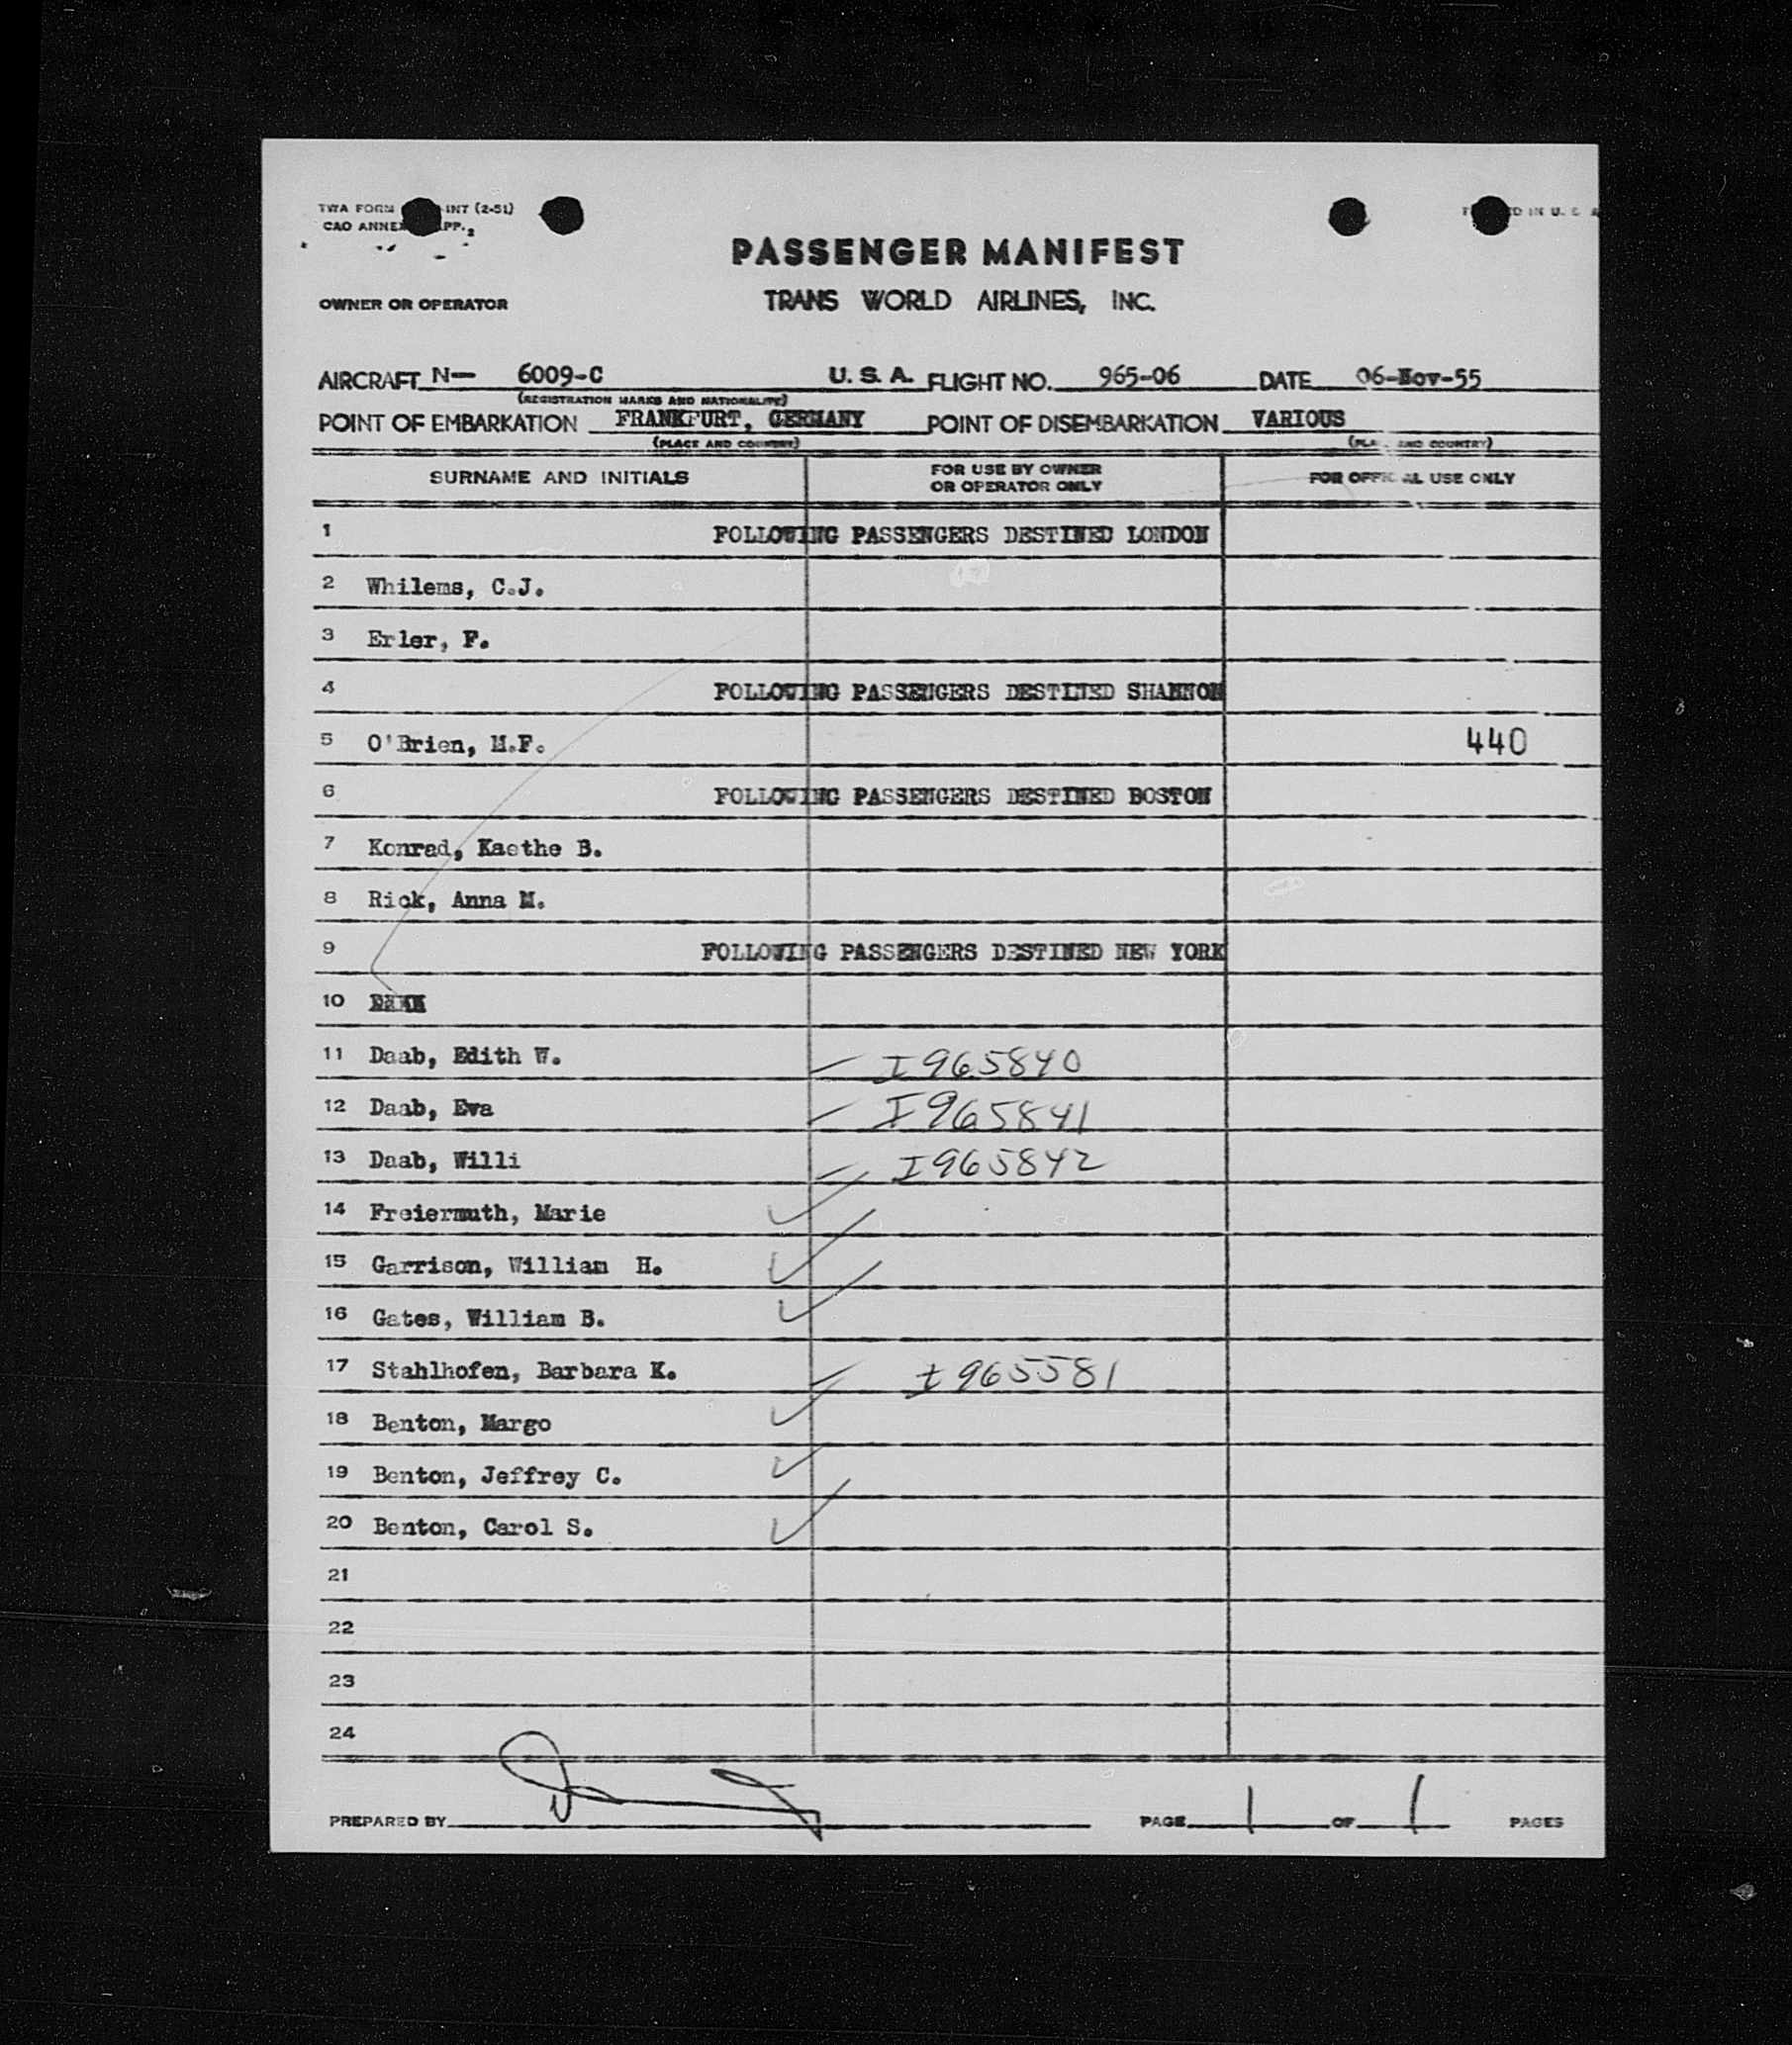 TWA FORM INT (2-51)
CAO ANNEX PP. 2
IN U. S. A
PASSENGER MANIFEST
OWNER OR OPERATOR TRANS WORLD AIRLINES, INC.
AIRCRAFT N- 6009-C U. S. A. FLIGHT NO. 965-06 DATE 06-Nov-55
(REGISTRATION MARKS AND NATIONALITY)
POINT OF EMBARKATION FRANKFURT, GERMANY POINT OF DISEMBARKATION VARIOUS
(PLACE AND COUNTRY) AND COUNTRY)
SURNAME AND INITIALS FOR USE BY OWNER OR OPERATOR ONLY FOR OFFICIAL USE ONLY
1 FOLLOWING PASSENGERS DESTINED LONDON
2 Whilems, C.J.
3 Erler, F.
4 FOLLOWING PASSENGERS DESTINED SHANNON
5 O'Brien, M.F. 440
6 FOLLOWING PASSENGERS DESTINED BOSTON
7 Konrad, Kaethe B.
8 Rick, Anna M.
9 FOLLOWING PASSENGERS DESTINED NEW YORK
10
11 Daab, Edith W. I965840
12 Daab, Eva I965841
13 Daab, Willi I965842
14 Freiermuth, Marie
15 Garrison, William H.
16 Gates, William B.
17 Stahlhofen, Barbara K. I965581
18 Benton, Margo
19 Benton, Jeffrey C.
20 Benton, Carol S.
21
22
23
24
PREPARED BY PAGE 1 OF 1 PAGES